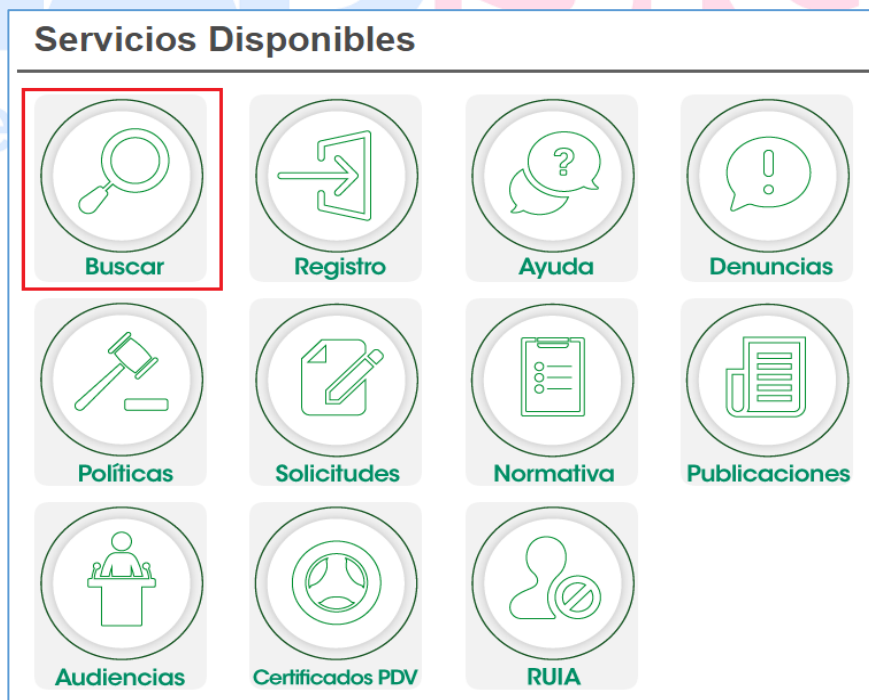 Servicios Disponibles
Buscar
Registro
Ayuda
Denuncias
Políticas
Solicitudes
Normativa
Publicaciones
Audiencias
Certificados PDV
RUIA